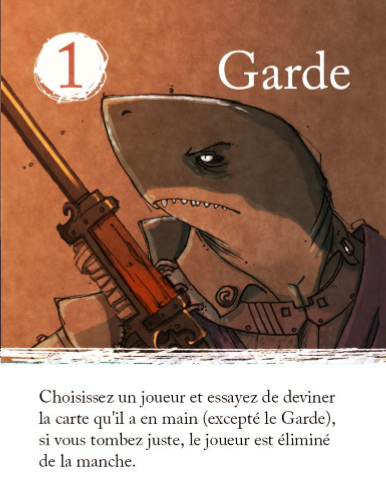 1
Garde
Choisissez un joueur et essayez de deviner
la carte qu'il a en main (excepté le Garde),
si vous tombez juste, le joueur est éliminé
de la manche.